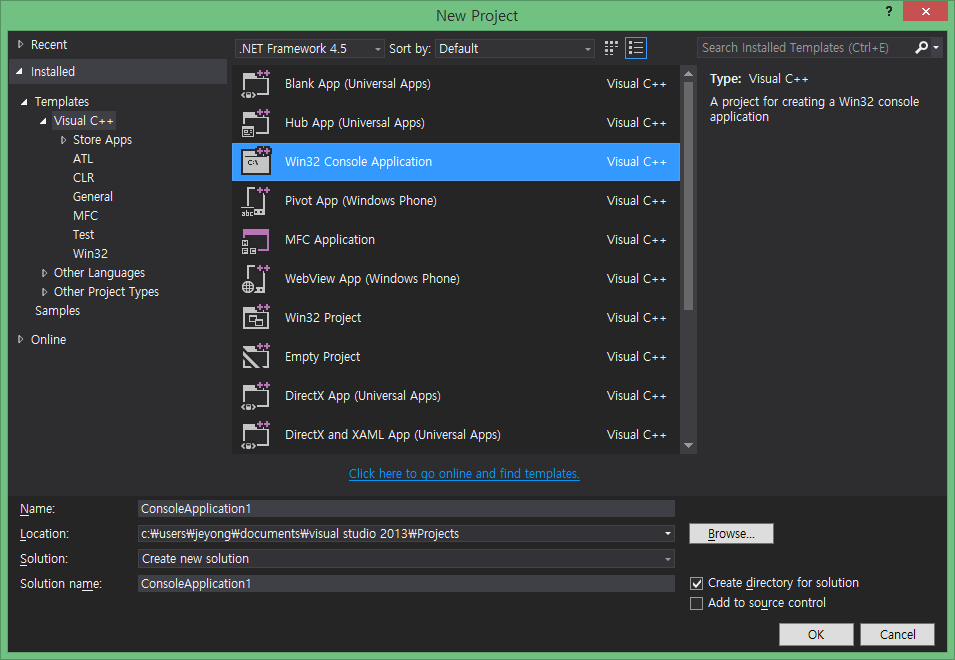 New Project
?
Recent
Installed
Templates
Visual C++
Store Apps
ATL
CLR
General
MFC
Test
Win32
Other Languages
Other Project Types
Samples
Online
.NET Framework 4.5 Sort by: Default
Blank App (Universal Apps) Visual C++
Hub App (Universal Apps) Visual C++
Win32 Console Application Visual C++
Pivot App (Windows Phone) Visual C++
MFC Application Visual C++
WebView App (Windows Phone) Visual C++
Win32 Project Visual C++
Empty Project Visual C++
DirectX App (Universal Apps) Visual C++
DirectX and XAML App (Universal Apps) Visual C++
Click here to go online and find templates.
Search Installed Templates (Ctrl+E)
Type: Visual C++
A project for creating a Win32 console
application
Name: ConsoleApplication1
Location: c:₩users₩jeyong₩documents₩visual studio 2013₩Projects Browse...
Solution: Create new solution
Solution name: ConsoleApplication1
Create directory for solution
Add to source control
OK Cancel